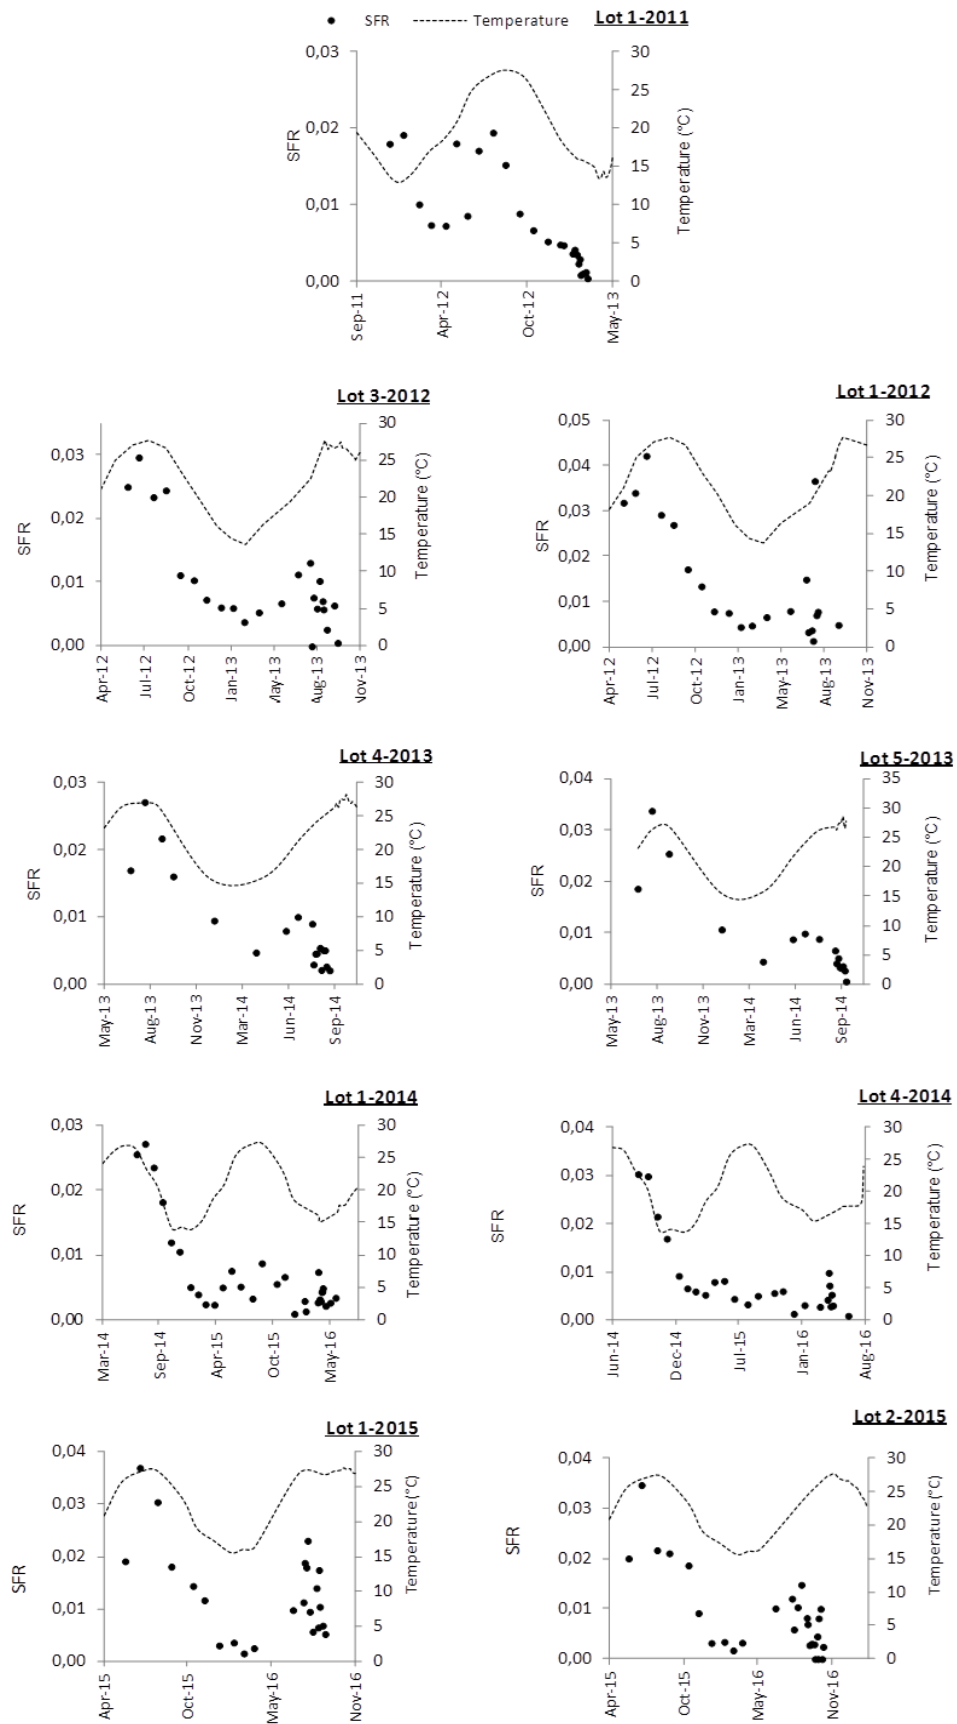 SFR Temperature Lot 1-2011
0,03 0,02 0,01 0,00
SFR
30 25 20 15 10 5 0
Temperature (°C)
Sep-11 Apr-12 Oct-12 May-13
Lot 3-2012
0,03 0,02 0,01 0,00
SFR
30 25 20 15 10 5 0
Temperature (°C)
Apr-12 Jul-12 Oct-12 Jan-13 May-13 Aug-13 Nov-13
Lot 1-2012
0,05 0,04 0,03 0,02 0,01 0,00
SFR
30 25 20 15 10 5 0
Temperature (°C)
Apr-12 Jul-12 Oct-12 Jan-13 May-13 Aug-13 Nov-13
Lot 4-2013
0,03 0,02 0,01 0,00
SFR
30 25 20 15 10 5 0
Temperature (°C)
May-13 Aug-13 Nov-13 Mar-14 Jun-14 Sep-14
Lot 5-2013
0,04 0,03 0,02 0,01 0,00
SFR
35 30 25 20 15 10 5 0
Temperature (°C)
May-13 Aug-13 Nov-13 Mar-14 Jun-14 Sep-14
Lot 1-2014
0,03 0,02 0,01 0,00
SFR
30 25 20 15 10 5 0
Temperature (°C)
Mar-14 Sep-14 Apr-15 Oct-15 May-16
Lot 4-2014
0,04 0,03 0,02 0,01 0,00
SFR
30 25 20 15 10 5 0
Temperature (°C)
Jun-14 Dec-14 Jul-15 Jan-16 Aug-16
Lot 1-2015
0,04 0,03 0,02 0,01 0,00
SFR
30 25 20 15 10 5 0
Temperature (°C)
Apr-15 Oct-15 May-16 Nov-16
Lot 2-2015
0,04 0,03 0,02 0,01 0,00
SFR
30 25 20 15 10 5 0
Temperature (°C)
Apr-15 Oct-15 May-16 Nov-16